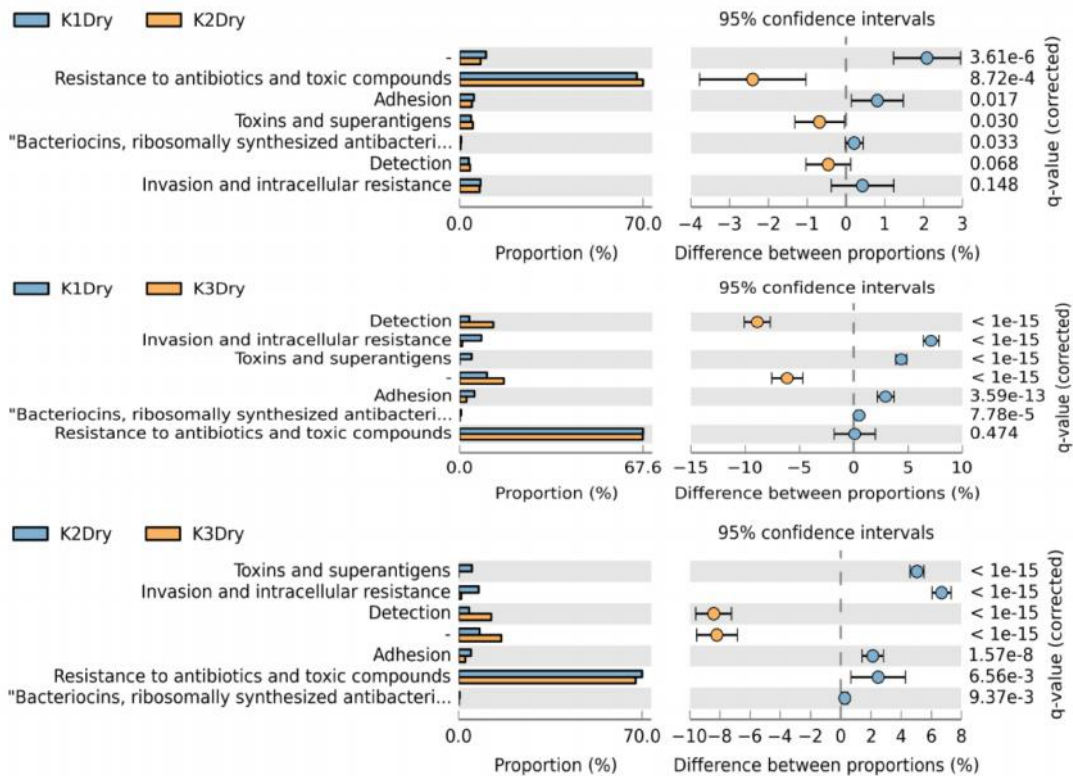 K1Dry K2Dry 95% confidence intervals
- 3.61e-6
Resistance to antibiotics and toxic compounds 8.72e-4
Adhesion 0.017
Toxins and superantigens 0.030
"Bacteriocins, ribosomally synthesized antibacteri... 0.033
Detection 0.068
Invasion and intracellular resistance 0.148
q-value (corrected)
0.0 70.0 −4 −3 −2 −1 0 1 2 3
Proportion (%) Difference between proportions (%)
K1Dry K3Dry 95% confidence intervals
Detection < 1e-15
Invasion and intracellular resistance < 1e-15
Toxins and superantigens < 1e-15
- < 1e-15
Adhesion 3.59e-13
"Bacteriocins, ribosomally synthesized antibacteri... 7.78e-5
Resistance to antibiotics and toxic compounds 0.474
q-value (corrected)
0.0 67.6 −15 −10 −5 0 5 10
Proportion (%) Difference between proportions (%)
K2Dry K3Dry 95% confidence intervals
Toxins and superantigens < 1e-15
Invasion and intracellular resistance < 1e-15
Detection < 1e-15
- < 1e-15
Adhesion 1.57e-8
Resistance to antibiotics and toxic compounds 6.56e-3
"Bacteriocins, ribosomally synthesized antibacteri... 9.37e-3
q-value (corrected)
0.0 70.0 −10 −8 −6 −4 −2 0 2 4 6 8
Proportion (%) Difference between proportions (%)